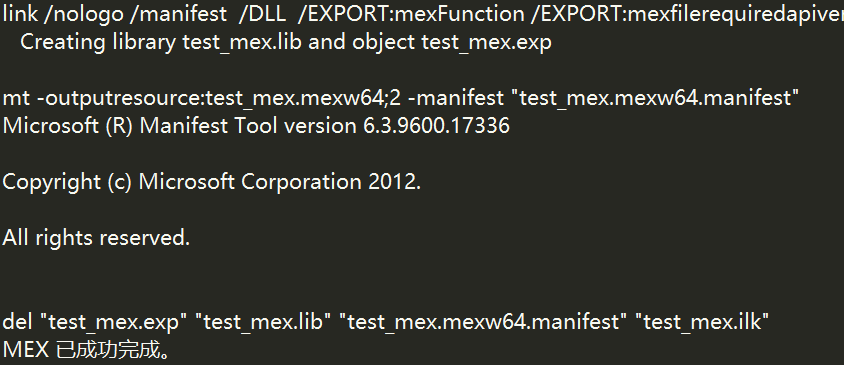 link /nologo /manifest  /DLL  /EXPORT:mexFunction /EXPORT:mexfilerequiredapiver
Creating library test_mex.lib and object test_mex.exp
mt -outputresource:test_mex.mexw64;2 -manifest "test_mex.mexw64.manifest"
Microsoft (R) Manifest Tool version 6.3.9600.17336
Copyright (c) Microsoft Corporation 2012.
All rights reserved.
del "test_mex.exp" "test_mex.lib" "test_mex.mexw64.manifest" "test_mex.ilk"
MEX 已成功完成。